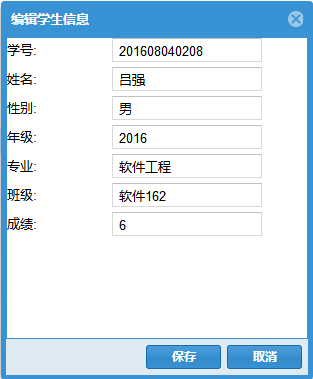 编辑学生信息
学号: 201608040208
姓名: 吕强
性别: 男
年级: 2016
专业: 软件工程
班级: 软件162
成绩: 6
保存 取消